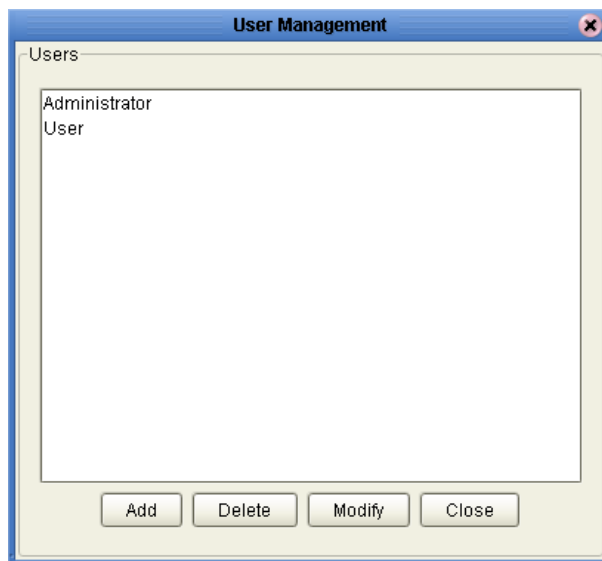 User Management
Users
Administrator
User
Add Delete Modify Close